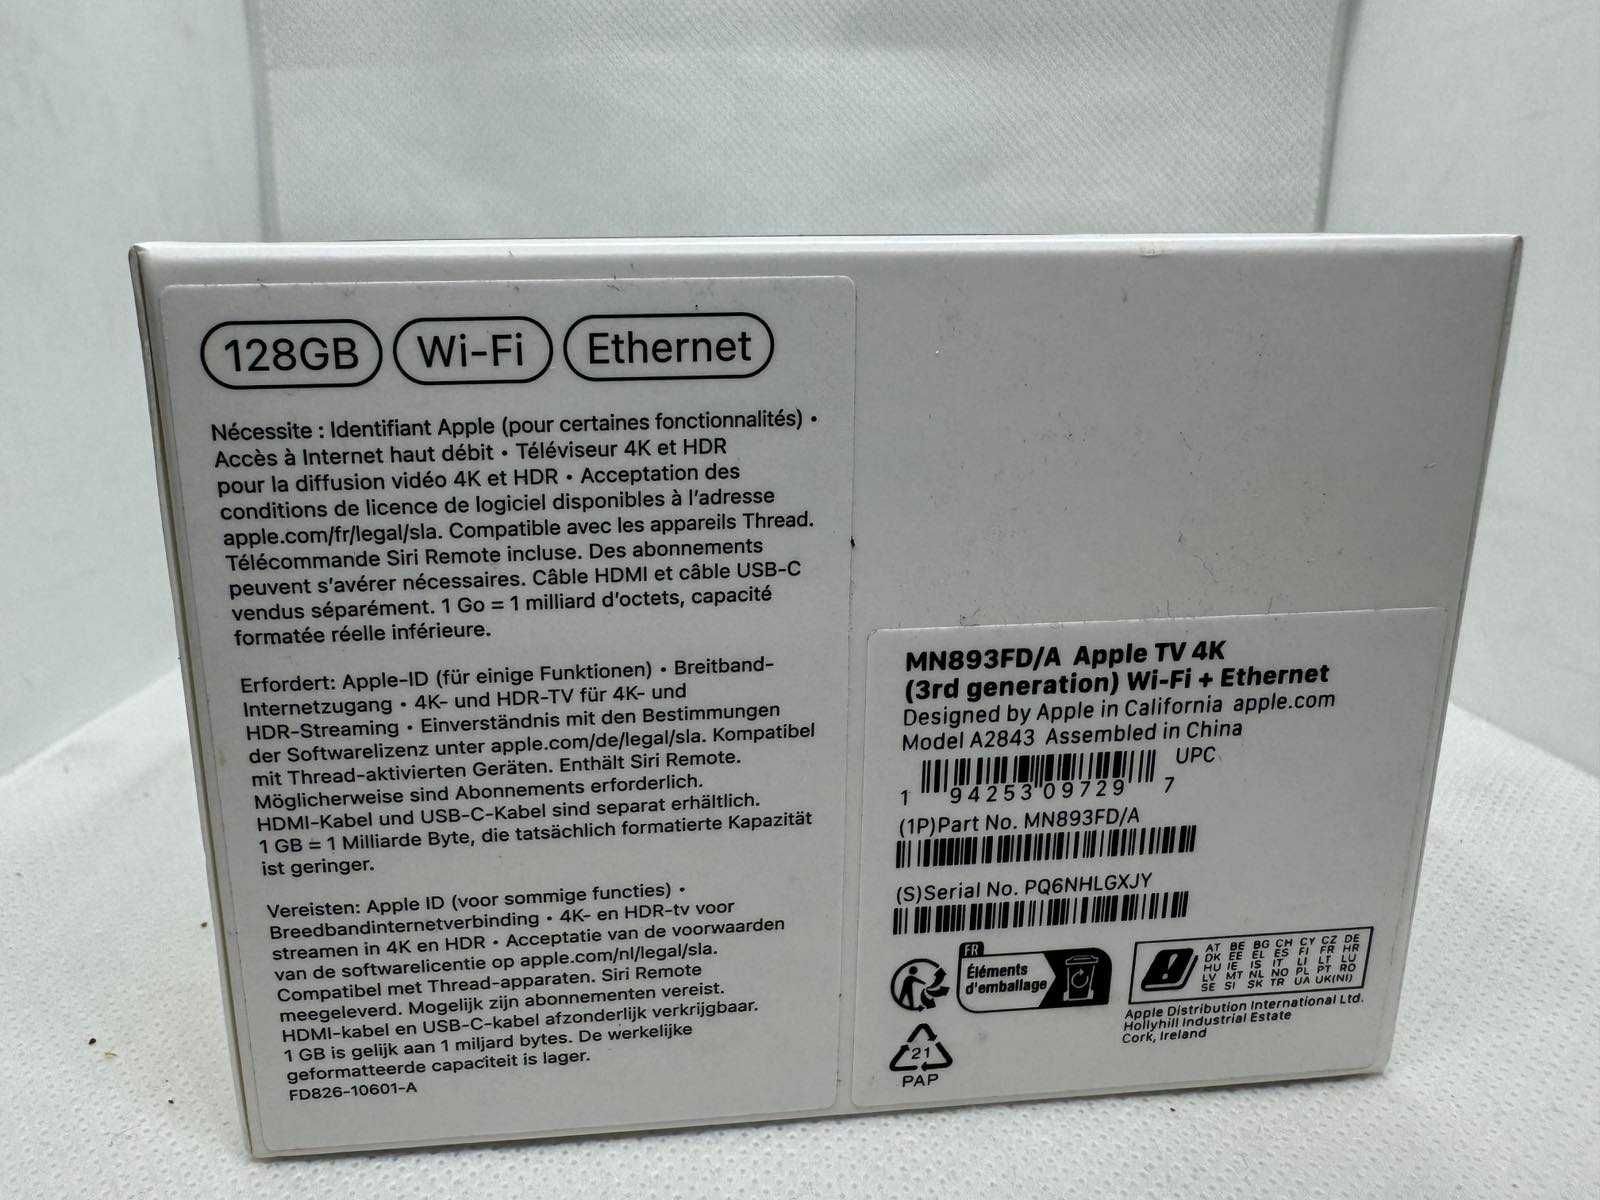 128GB Wi-Fi Ethernet
Nécessite : Identifiant Apple (pour certaines fonctionnalités) •
Accès à Internet haut débit • Téléviseur 4K et HDR
pour la diffusion vidéo 4K et HDR • Acceptation des
conditions de licence de logiciel disponibles à l'adresse
apple.com/fr/legal/sla. Compatible avec les appareils Thread.
Télécommande Siri Remote incluse. Des abonnements
peuvent s'avérer nécessaires. Câble HDMI et câble USB-C
vendus séparément. 1 Go = 1 milliard d'octets, capacité
formatée réelle inférieure.
Erfordert: Apple-ID (für einige Funktionen) • Breitband-
Internetzugang • 4K- und HDR-TV für 4K- und
HDR-Streaming • Einverständnis mit den Bestimmungen
der Softwarelizenz unter apple.com/de/legal/sla. Kompatibel
mit Thread-aktivierten Geräten. Enthält Siri Remote.
Möglicherweise sind Abonnements erforderlich.
HDMI-Kabel und USB-C-Kabel sind separat erhältlich.
1 GB = 1 Milliarde Byte, die tatsächlich formatierte Kapazität
ist geringer.
Vereisten: Apple ID (voor sommige functies) •
Breedbandinternetverbinding • 4K- en HDR-tv voor
streamen in 4K en HDR • Acceptatie van de voorwaarden
van de softwarelicentie op apple.com/nl/legal/sla.
Compatibel met Thread-apparaten. Siri Remote
meegeleverd. Mogelijk zijn abonnementen vereist.
HDMI-kabel en USB-C-kabel afzonderlijk verkrijgbaar.
1 GB is gelijk aan 1 miljard bytes. De werkelijke
geformatteerde capaciteit is lager.
FD826-10601-A
MN893FD/A Apple TV 4K
(3rd generation) Wi-Fi + Ethernet
Designed by Apple in California apple.com
Model A2843 Assembled in China
UPC
1 94253 09729 7
(1P)Part No. MN893FD/A
(S)Serial No. PQ6NHLGXJY
FR
Éléments
d'emballage
AT BE BG CH CY CZ DE
DK EE EL ES FI FR HR
HU IE IS IT LI LT LU
LV MT NL NO PL PT RO
SE SI SK TR UA UK(NI)
Apple Distribution International Ltd.
Hollyhill Industrial Estate
Cork, Ireland
21
PAP